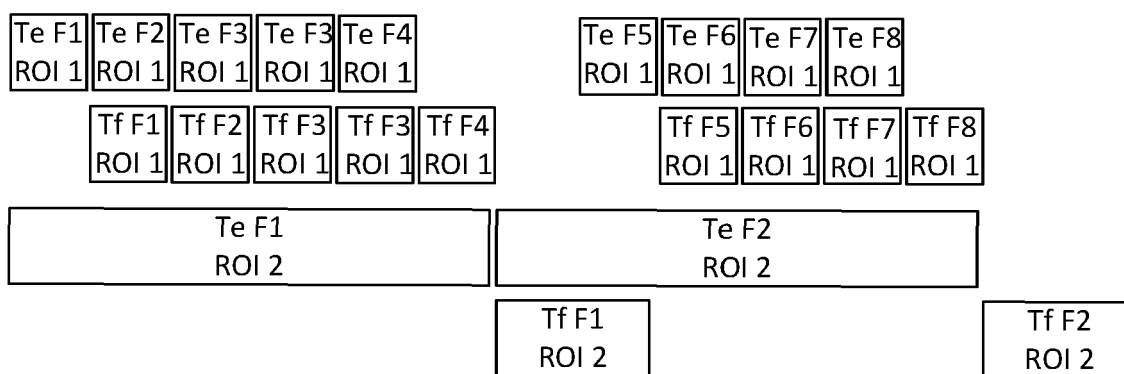 Te F1 Te F2 Te F3 Te F3 Te F4 Te F5 Te F6 Te F7 Te F8
ROI 1 ROI 1 ROI 1 ROI 1 ROI 1 ROI 1 ROI 1 ROI 1 ROI 1
Tf F1 Tf F2 Tf F3 Tf F3 Tf F4 Tf F5 Tf F6 Tf F7 Tf F8
ROI 1 ROI 1 ROI 1 ROI 1 ROI 1 ROI 1 ROI 1 ROI 1 ROI 1
Te F1 Te F2
ROI 2 ROI 2
Tf F1 Tf F2
ROI 2 ROI 2